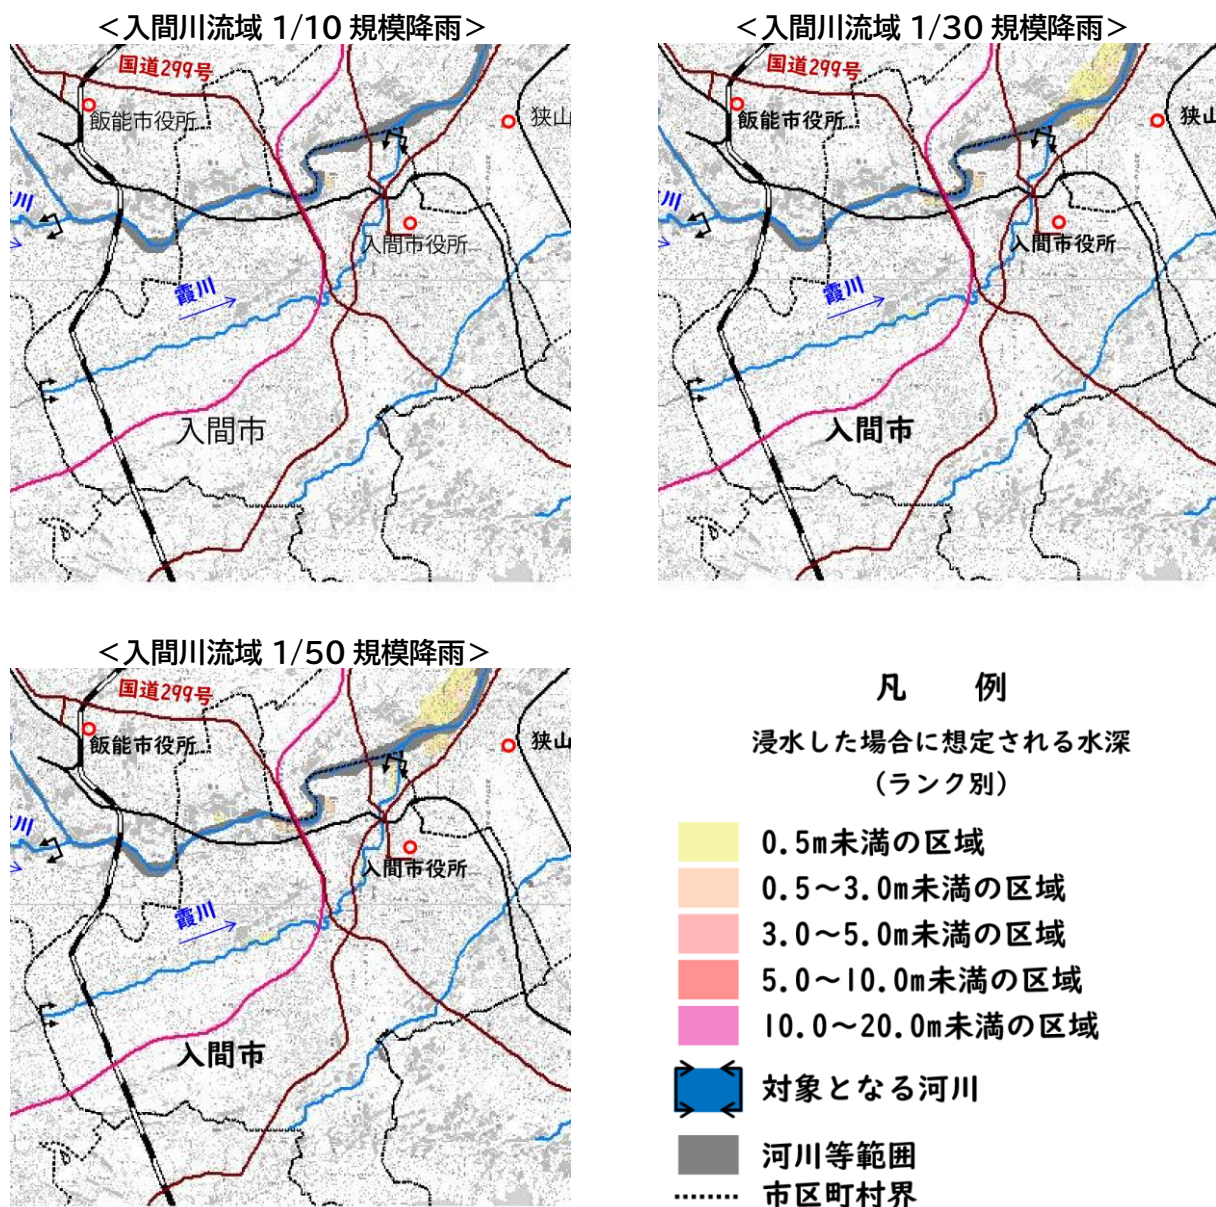 ＜入間川流域 1/10 規模降雨＞
国道299号
飯能市役所
狭山
川
入間市役所
霞川
入間市
＜入間川流域 1/30 規模降雨＞
国道299号
飯能市役所
狭山
川
入間市役所
霞川
入間市
＜入間川流域 1/50 規模降雨＞
国道299号
飯能市役所
狭山
川
入間市役所
霞川
入間市
凡　例
浸水した場合に想定される水深
（ランク別）
0.5m未満の区域
0.5～3.0m未満の区域
3.0～5.0m未満の区域
5.0～10.0m未満の区域
10.0～20.0m未満の区域
対象となる河川
河川等範囲
市区町村界